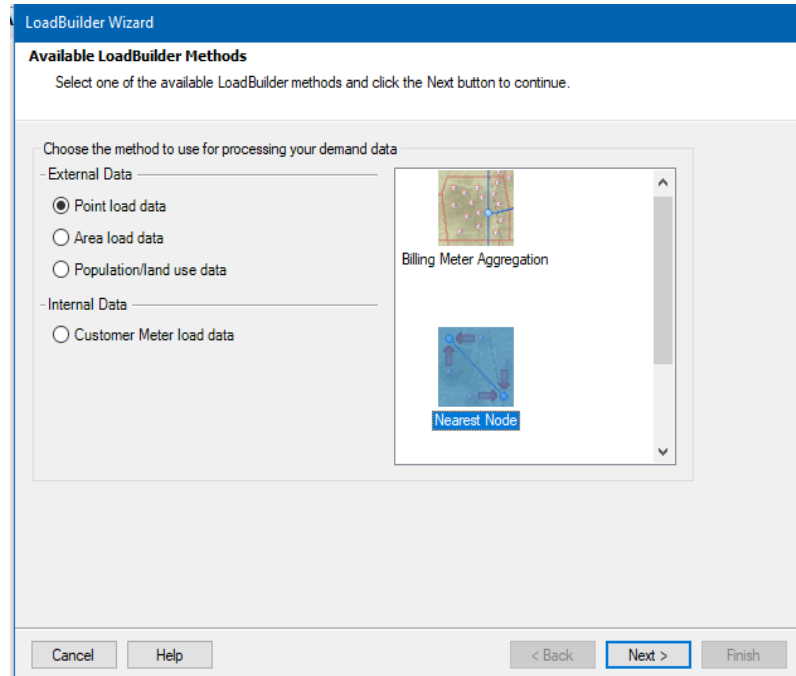 LoadBuilder Wizard
Available LoadBuilder Methods
Select one of the available LoadBuilder methods and click the Next button to continue.
Choose the method to use for processing your demand data
External Data
Point load data
Area load data
Population/land use data
Internal Data
Customer Meter load data
Billing Meter Aggregation
Nearest Node
Cancel Help < Back Next > Finish